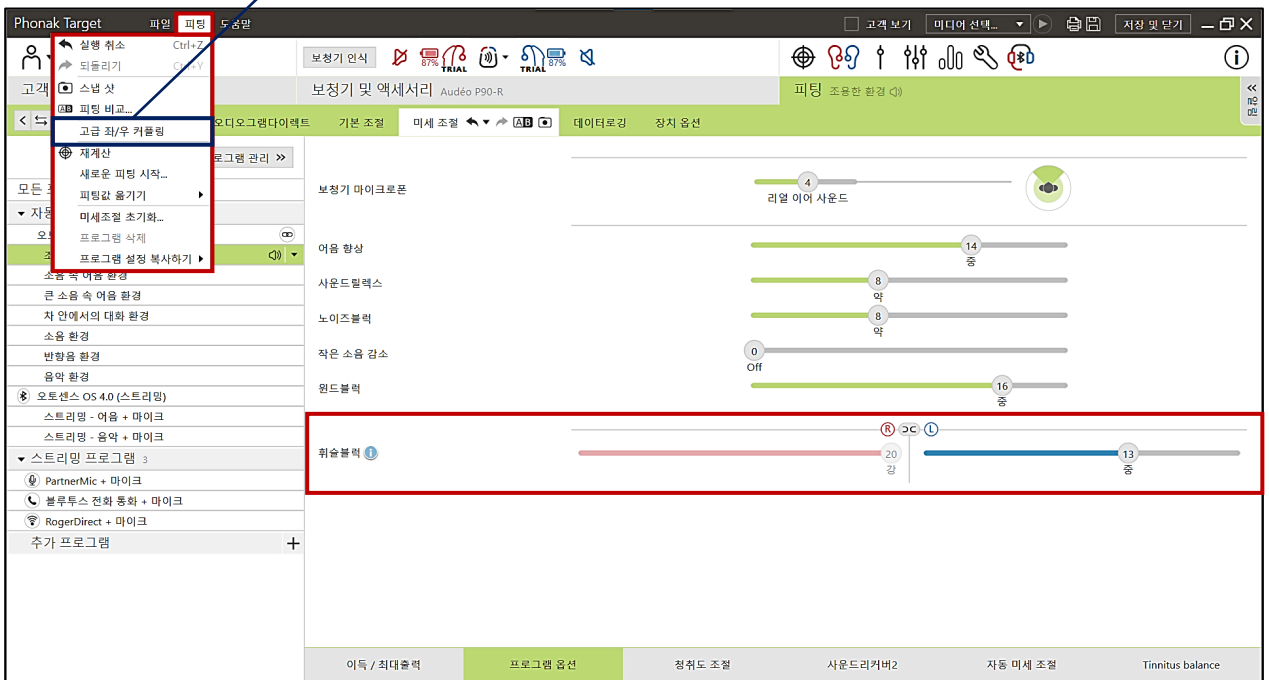 Phonak Target 파일 피팅 도움말 고객 보기 미디어 선택... 저장 및 닫기
실행 취소 Ctrl+Z
되돌리기 Ctrl+Y
스냅 샷
피팅 비교...
고급 좌/우 커플링
재계산
새로운 피팅 시작...
피팅값 옮기기
미세조절 초기화...
프로그램 삭제
프로그램 설정 복사하기
보청기 인식 87% TRIAL TRIAL 87%
고객 보청기 및 액세서리 Audéo P90-R 피팅 조용한 환경
알림
오디오그램다이렉트 기본 조절 미세 조절 AB 데이터로깅 장치 옵션
프로그램 관리
모든
자동
소음 속 어음 환경
큰 소음 속 어음 환경
차 안에서의 대화 환경
소음 환경
반향음 환경
음악 환경
오토센스 OS 4.0 (스트리밍)
스트리밍 - 어음 + 마이크
스트리밍 - 음악 + 마이크
스트리밍 프로그램 3
PartnerMic + 마이크
블루투스 전화 통화 + 마이크
RogerDirect + 마이크
추가 프로그램
보청기 마이크로폰 4
리얼 이어 사운드
어음 향상 14
중
사운드릴렉스 8
약
노이즈블럭 8
약
작은 소음 감소 0
Off
윈드블럭 16
중
R L
휘슬블럭 20 13
강 중
이득 / 최대출력 프로그램 옵션 청취도 조절 사운드리커버2 자동 미세 조절 Tinnitus balance